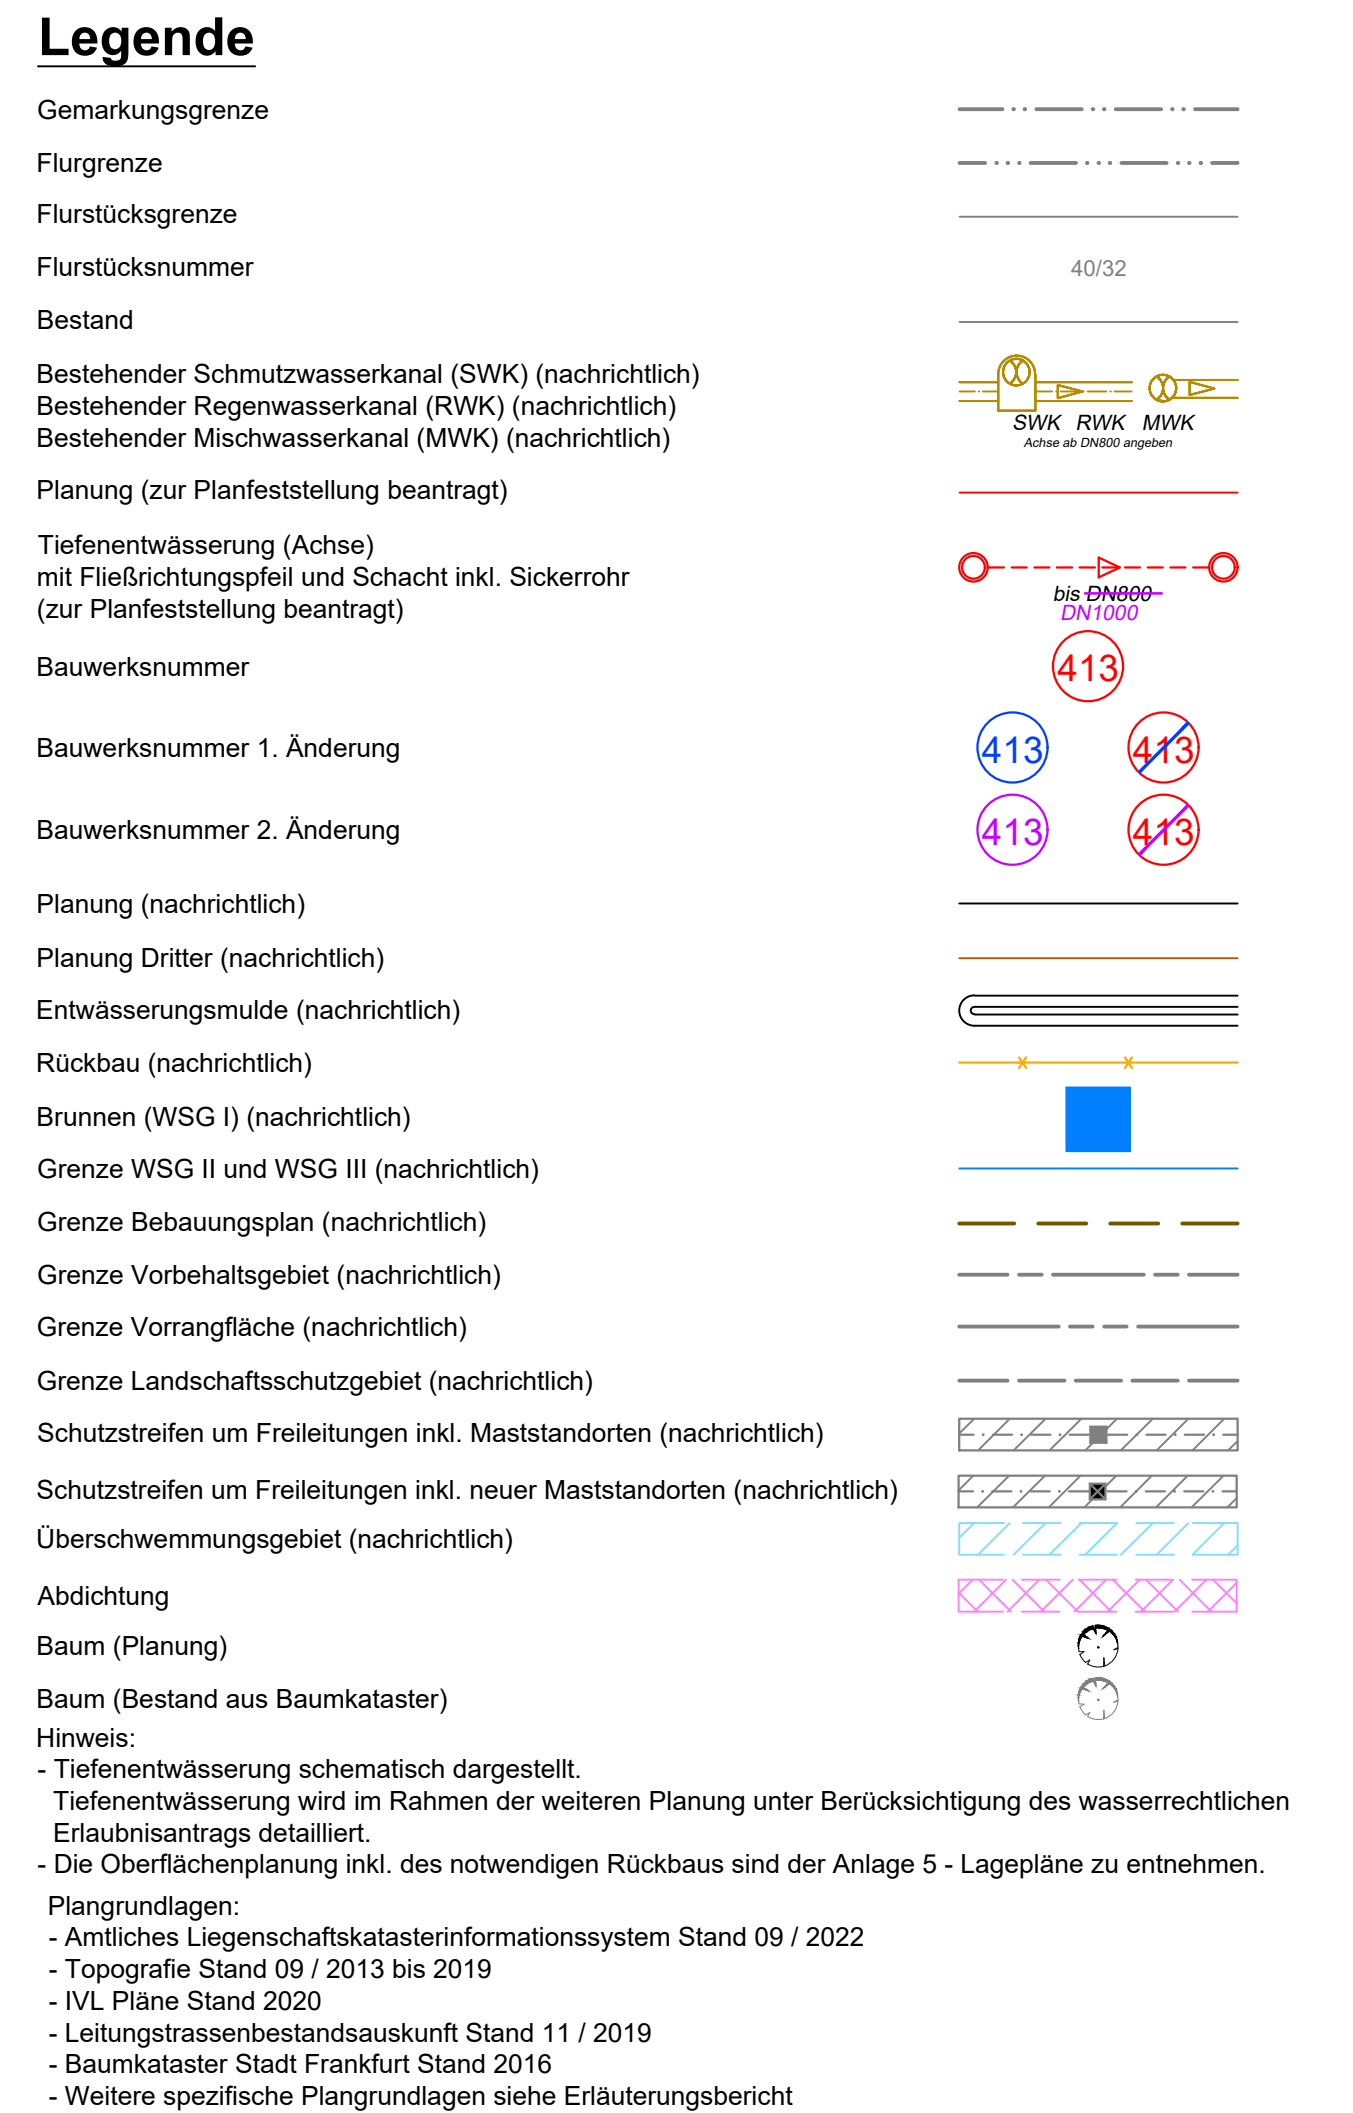 Legende
Gemarkungsgrenze
Flurgrenze
Flurstücksgrenze
Flurstücksnummer 40/32
Bestand
Bestehender Schmutzwasserkanal (SWK) (nachrichtlich)
Bestehender Regenwasserkanal (RWK) (nachrichtlich)
Bestehender Mischwasserkanal (MWK) (nachrichtlich)
SWK RWK MWK
Achse ab DN800 angeben
Planung (zur Planfeststellung beantragt)
Tiefenentwässerung (Achse)
mit Fließrichtungspfeil und Schacht inkl. Sickerrohr
(zur Planfeststellung beantragt)
bis DN800
DN1000
Bauwerksnummer 413
Bauwerksnummer 1. Änderung 413 413
Bauwerksnummer 2. Änderung 413 413
Planung (nachrichtlich)
Planung Dritter (nachrichtlich)
Entwässerungsmulde (nachrichtlich)
Rückbau (nachrichtlich)
Brunnen (WSG I) (nachrichtlich)
Grenze WSG II und WSG III (nachrichtlich)
Grenze Bebauungsplan (nachrichtlich)
Grenze Vorbehaltsgebiet (nachrichtlich)
Grenze Vorrangfläche (nachrichtlich)
Grenze Landschaftsschutzgebiet (nachrichtlich)
Schutzstreifen um Freileitungen inkl. Maststandorten (nachrichtlich)
Schutzstreifen um Freileitungen inkl. neuer Maststandorten (nachrichtlich)
Überschwemmungsgebiet (nachrichtlich)
Abdichtung
Baum (Planung)
Baum (Bestand aus Baumkataster)
Hinweis:
- Tiefenentwässerung schematisch dargestellt.
Tiefenentwässerung wird im Rahmen der weiteren Planung unter Berücksichtigung des wasserrechtlichen
Erlaubnisantrags detailliert.
- Die Oberflächenplanung inkl. des notwendigen Rückbaus sind der Anlage 5 - Lagepläne zu entnehmen.
Plangrundlagen:
- Amtliches Liegenschaftskatasterinformationssystem Stand 09 / 2022
- Topografie Stand 09 / 2013 bis 2019
- IVL Pläne Stand 2020
- Leitungstrassenbestandsauskunft Stand 11 / 2019
- Baumkataster Stadt Frankfurt Stand 2016
- Weitere spezifische Plangrundlagen siehe Erläuterungsbericht